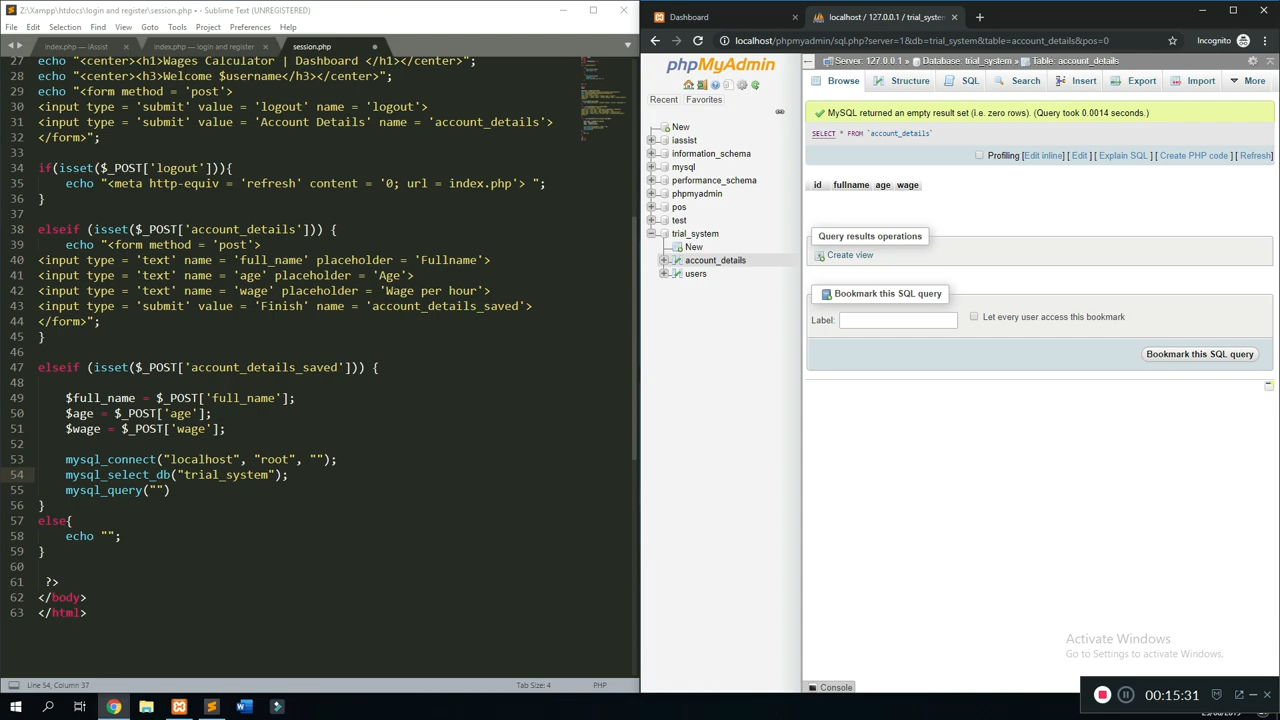 Z:\Xampp\htdocs\login and register\session.php • - Sublime Text (UNREGISTERED)
File Edit Selection Find View Goto Tools Project Preferences Help
index.php — iAssist
index.php — login and register
session.php
27 echo "<center><h1>Wages Calculator | Dashboard </h1></center>";
28 echo "<center><h3>Welcome $username</h3></center>";
29 echo "<form method = 'post'>
30 <input type = 'submit' value = 'logout' name = 'logout'>
31 <input type = 'submit' value = 'Account Details' name = 'account_details'>
32 </form>";
33
34 if(isset($_POST['logout'])){
35 echo "<meta http-equiv = 'refresh' content = '0; url = index.php'> ";
36 }
37
38 elseif (isset($_POST['account_details'])) {
39 echo "<form method = 'post'>
40 <input type = 'text' name = 'full_name' placeholder = 'Fullname'>
41 <input type = 'text' name = 'age' placeholder = 'Age'>
42 <input type = 'text' name = 'wage' placeholder = 'Wage per hour'>
43 <input type = 'submit' value = 'Finish' name = 'account_details_saved'>
44 </form>";
45 }
46
47 elseif (isset($_POST['account_details_saved'])) {
48
49 $full_name = $_POST['full_name'];
50 $age = $_POST['age'];
51 $wage = $_POST['wage'];
52
53 mysql_connect("localhost", "root", "");
54 mysql_select_db("trial_system");
55 mysql_query("")
56 }
57 else{
58 echo "";
59 }
60
61 ?>
62 </body>
63 </html>
Line 54, Column 37
Tab Size: 4
PHP
Dashboard
localhost / 127.0.0.1 / trial_syste
localhost/phpmyadmin/sql.php?server=1&db=trial_system&table=account_details&pos=0
Incognito
phpMyAdmin
Recent Favorites
New
iassist
information_schema
mysql
performance_schema
phpmyadmin
pos
test
trial_system
New
account_details
users
Server: 127.0.0.1 » Database: trial_system » Table: account_details
Browse Structure SQL Search Insert Export Import More
MySQL returned an empty result set (i.e. zero rows). (Query took 0.0014 seconds.)
SELECT * FROM `account_details`
Profiling [Edit inline] [ Edit ] [ Explain SQL ] [ Create PHP code ] [ Refresh]
id fullname age wage
Query results operations
Create view
Bookmark this SQL query
Label:
Let every user access this bookmark
Bookmark this SQL query
Activate Windows
Go to Settings to activate Windows.
Console
00:15:31